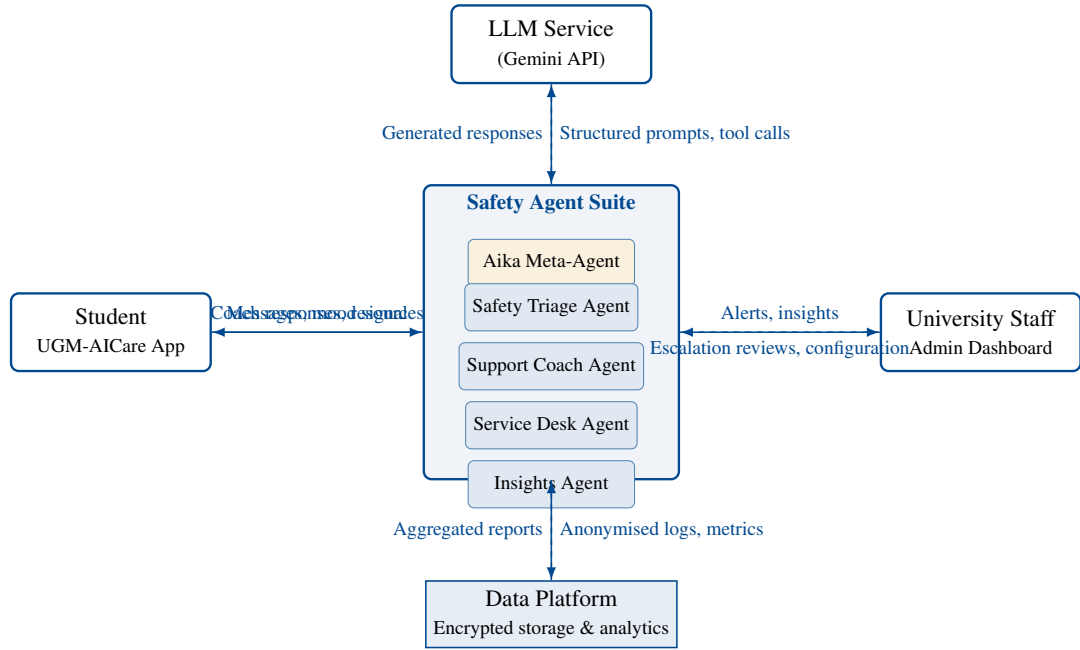 LLM Service
(Gemini API)
Generated responses
Structured prompts, tool calls
Safety Agent Suite
Aika Meta-Agent
Safety Triage Agent
Support Coach Agent
Service Desk Agent
Insights Agent
Student
UGM-AICare App
Alerts, insights
Escalation reviews, configuration
University Staff
Admin Dashboard
Aggregated reports
Anonymised logs, metrics
Data Platform
Encrypted storage & analytics